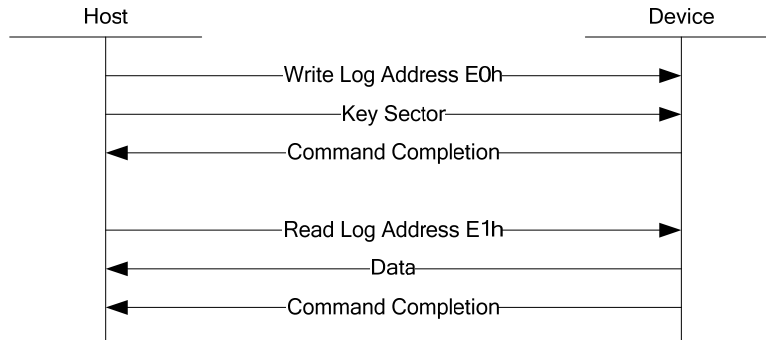 Host
Device
Write Log Address E0h
Key Sector
Command Completion
Read Log Address E1h
Data
Command Completion